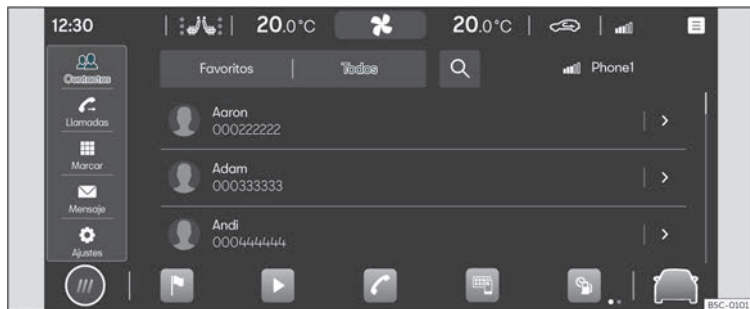 12:30
20.0°C
20.0°C
Contactos
Favoritos
Todos
Phone1
Llamadas
Aaron
000222222
Marcar
Adam
000333333
Mensaje
Andi
000444444
Ajustes
B5C-0101